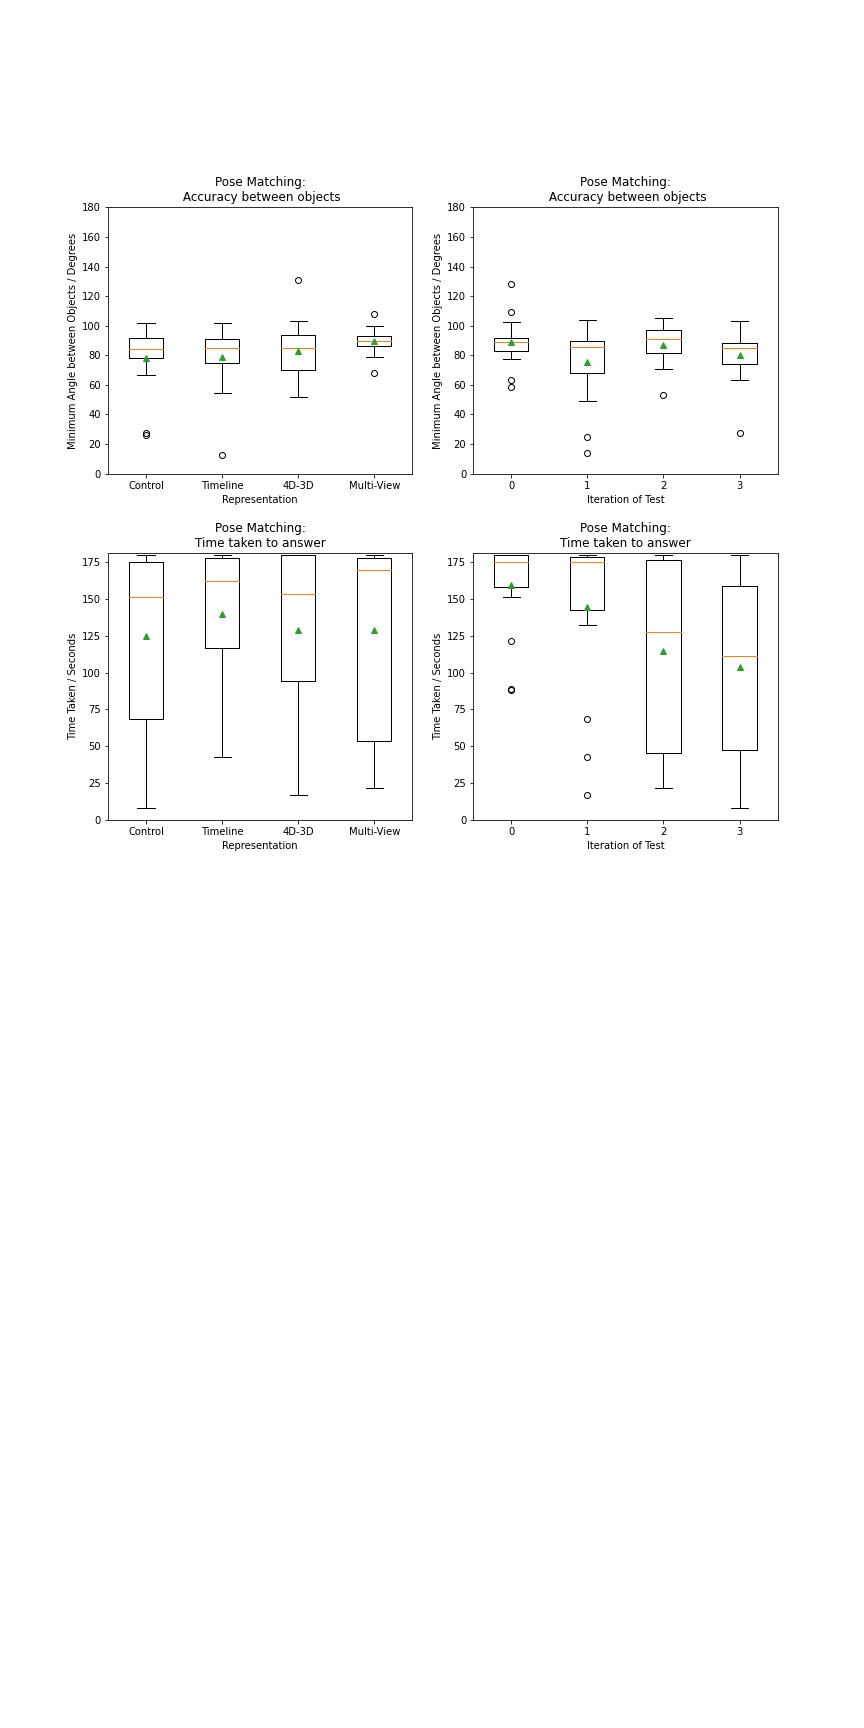 Pose Matching:
Accuracy between objects
180
160
140
120
100
80
60
40
20
0
Minimum Angle between Objects / Degrees
Control Timeline 4D-3D Multi-View
Representation
Pose Matching:
Accuracy between objects
180
160
140
120
100
80
60
40
20
0
Minimum Angle between Objects / Degrees
0 1 2 3
Iteration of Test
Pose Matching:
Time taken to answer
175
150
125
100
75
50
25
0
Time Taken / Seconds
Control Timeline 4D-3D Multi-View
Representation
Pose Matching:
Time taken to answer
175
150
125
100
75
50
25
0
Time Taken / Seconds
0 1 2 3
Iteration of Test